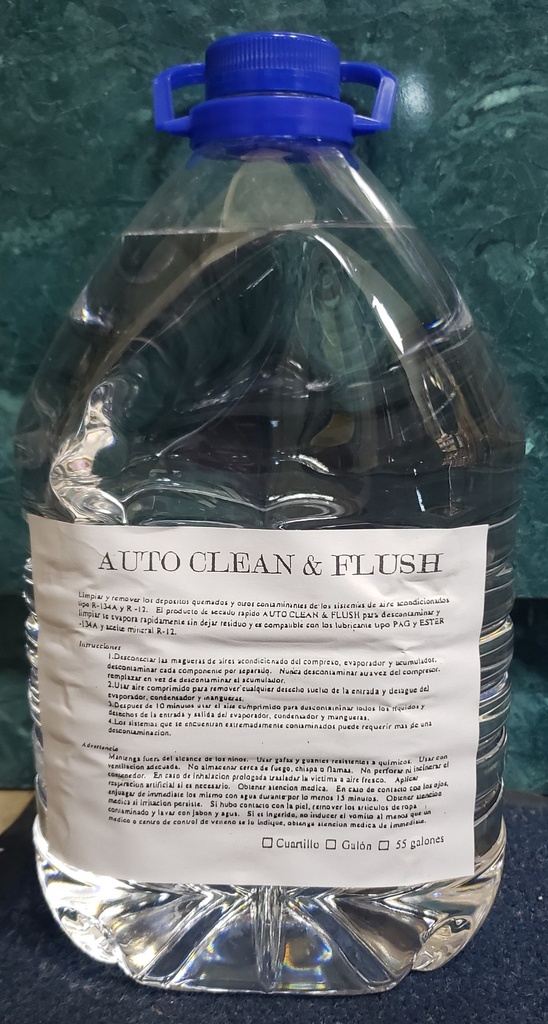 AUTO CLEAN & FLUSH
Limpiar y remover los depositos quemados y otros contaminantes de los sistemas de aire acondicionados
tipo R-134A y R -12. El producto de secado rapido AUTO CLEAN & FLUSH para descontaminar y
limpiar se evapora rapidamente sin dejar residuo y es compatible con los lubricante tipo PAG y ESTER
-134A y aceite mineral R-12.
Instrucciones
1.Desconectar las magueras de aires acondicionado del compreso, evaporador y acumulados,
descontaminar cada componente por separado. Nunca descontaminar atravez del compresor,
remplazar en vez de descontaminar el acumulador.
2.Usar aire comprimido para remover cualquier desecho suelto de la entrada y desague del
evaporador, condensador y mangueras.
3.Despues de 10 minutos usar el aire cumprimido para descontaminar todos los liquidos y
desechos de la entrada y salida del evaporador, condensador y mangueras.
4.Los sistemas que se encuentran extremadamente contaminados puede requerir mas de una
descontaminacion.
Advertencia
Mantenga fuera del alcance de los ninos. Usar gafas y guantes resistentes a quimicos. Usar con
ventilacion adecuada. No almacenar cerca de fuego, chispa o flamas. No perforar ni incinerar el
contenedor. En caso de inhalacion prologada trasladar la victima a aire fresco. Aplicar
respiracion artificial si es necesario. Obtener atencion medica. En caso de contacto con los ojos,
enjugar de immediate los mismo con agua durante por lo menos 15 minutos. Obtener atencion
medica si irritacion persiste. Si hubo contacto con la piel, remover los articulos de ropa
contaminado y lavar con jabon y agua. Si es ingerido, no inducer el vomito al menos que un
medico o centro de control de veneno se lo indique, obtenga atencion medica de immediate.
☐ Cuartillo ☐ Galón ☐ 55 galones